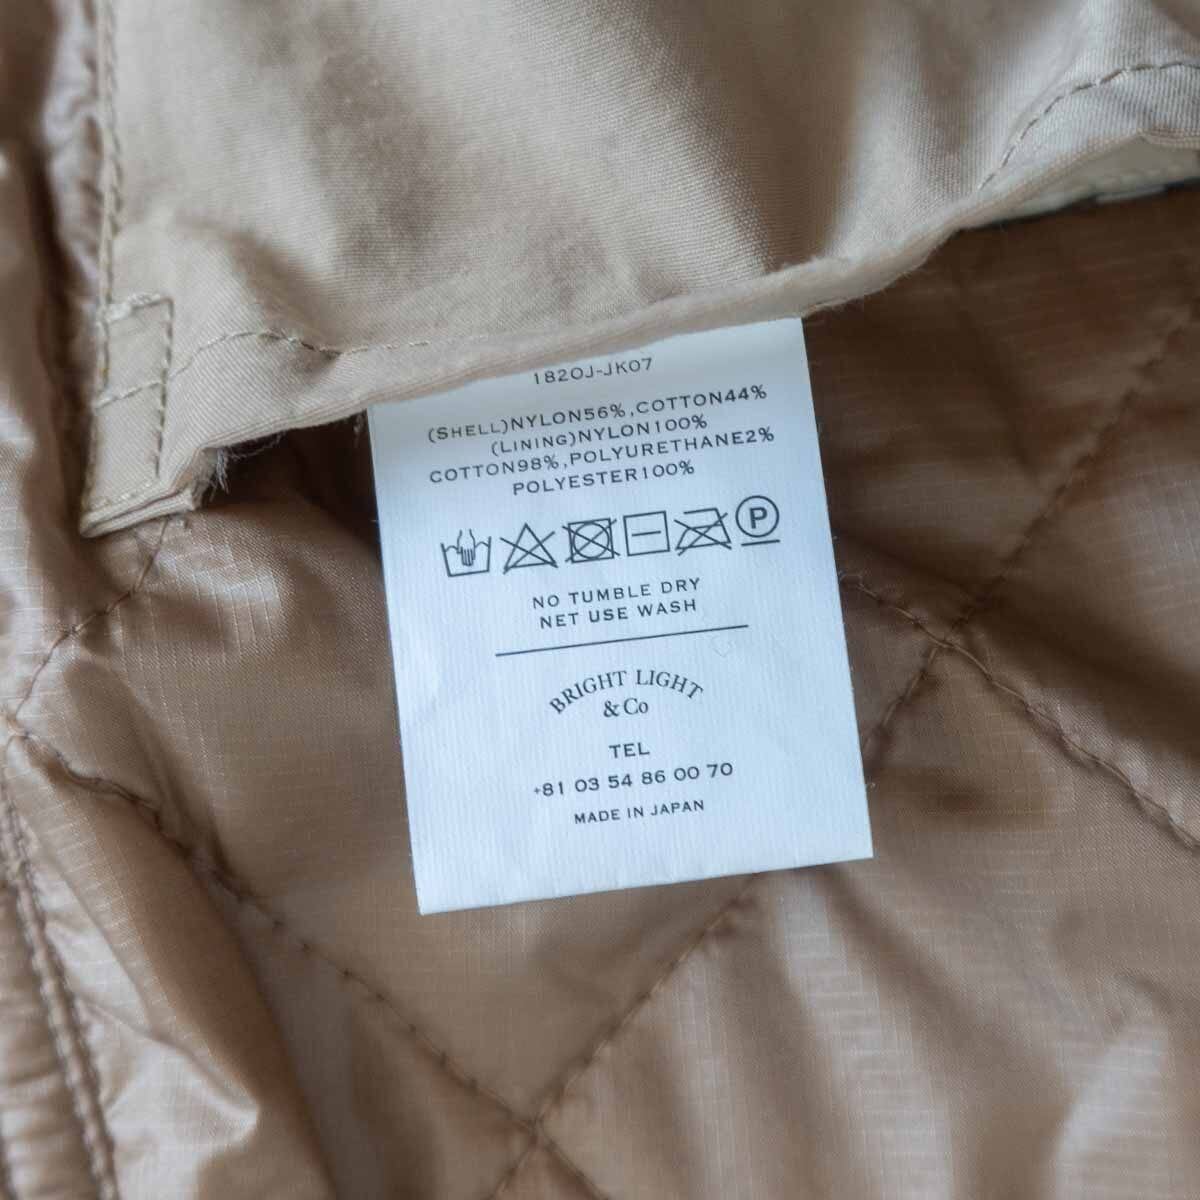 1820J-JK07
(SHELL)NYLON56%,COTTON44%
(LINING)NYLON100%
COTTON98%,POLYURETHANE2%
POLYESTER100%
P
NO TUMBLE DRY
NET USE WASH
BRIGHT LIGHT
& Co
TEL
+81 03 54 86 00 70
MADE IN JAPAN